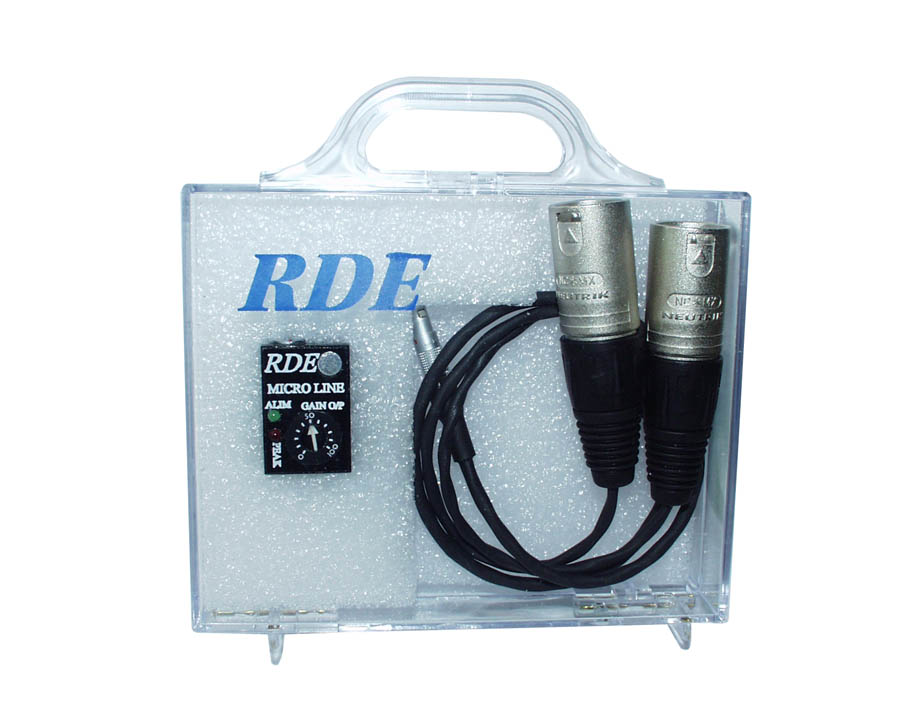 RDE
RDE
MICRO LINE
ALIM GAIN O/P
50
PEAK
0 100
NEUTRIK
NEUTRIK